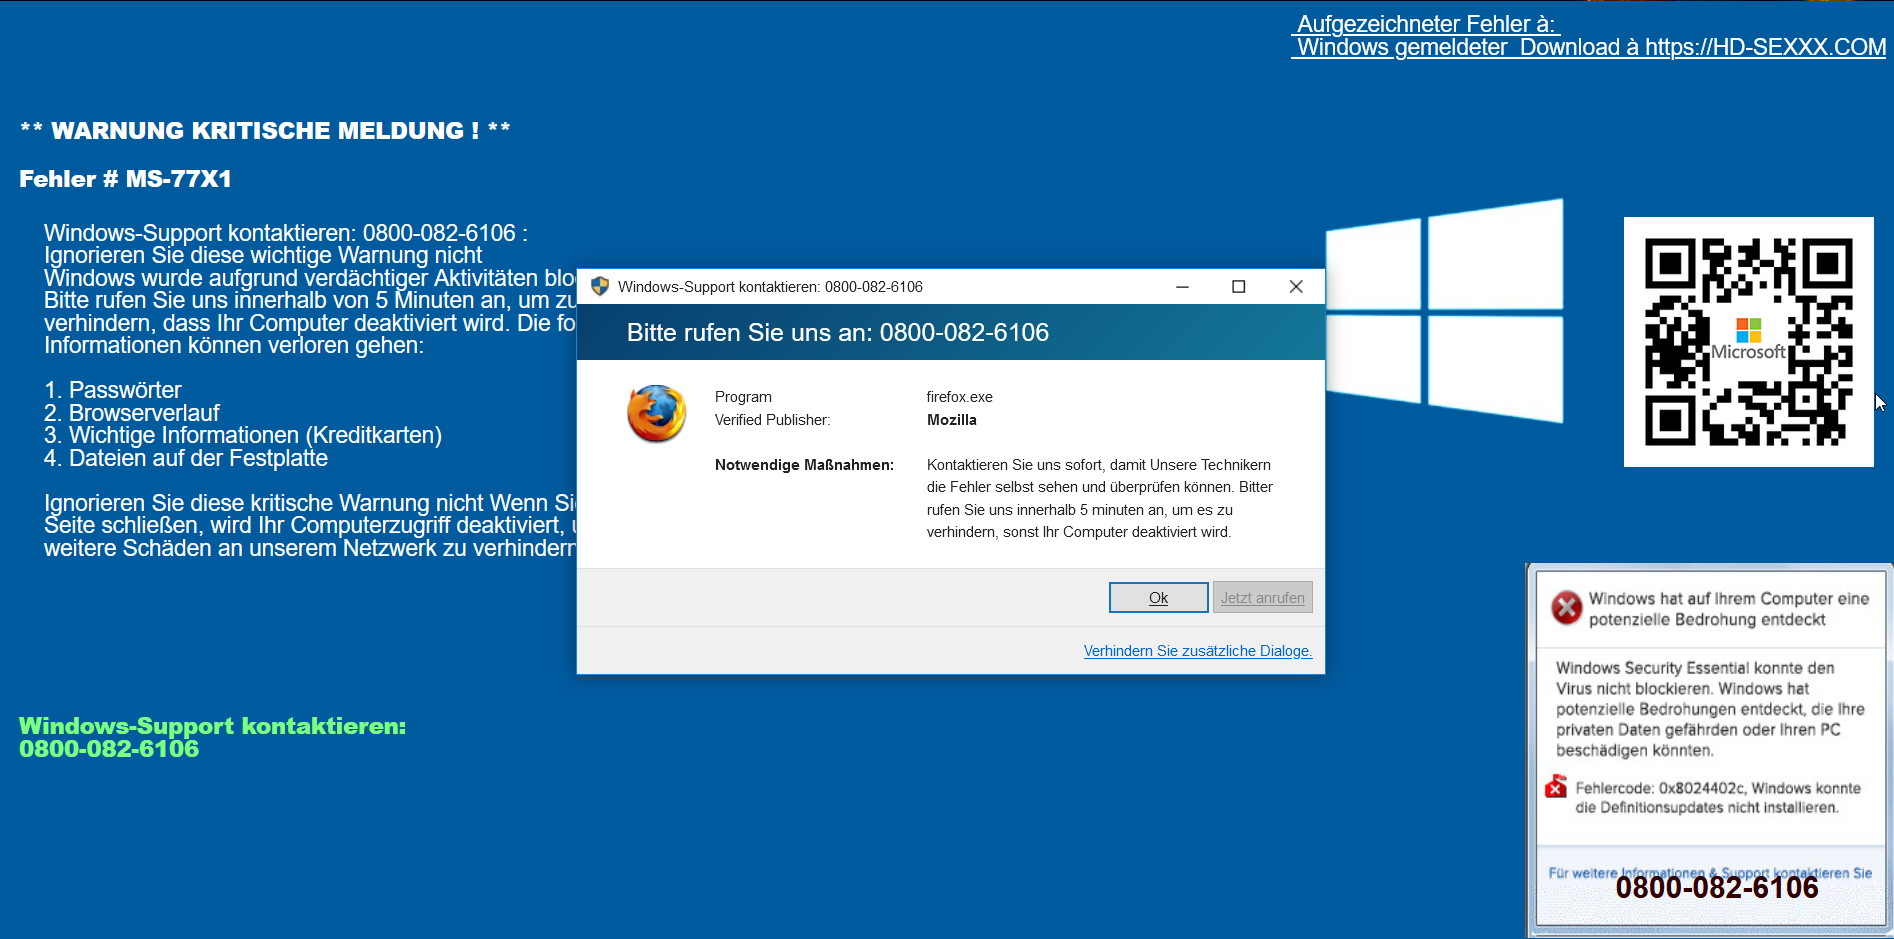 Aufgezeichneter Fehler à:
Windows gemeldeter Download à https://HD-SEXXX.COM
** WARNUNG KRITISCHE MELDUNG ! **
Fehler # MS-77X1
Windows-Support kontaktieren: 0800-082-6106 :
Ignorieren Sie diese wichtige Warnung nicht
Windows wurde aufgrund verdächtiger Aktivitäten
Bitte rufen Sie uns innerhalb von 5 Minuten an, um zu
verhindern, dass Ihr Computer deaktiviert wird. Die
Informationen können verloren gehen:
1. Passwörter
2. Browserverlauf
3. Wichtige Informationen (Kreditkarten)
4. Dateien auf der Festplatte
Ignorieren Sie diese kritische Warnung nicht Wenn
Seite schließen, wird Ihr Computerzugriff deaktiviert,
weitere Schäden an unserem Netzwerk zu verhindern
Windows-Support kontaktieren:
0800-082-6106
Windows-Support kontaktieren: 0800-082-6106
Bitte rufen Sie uns an: 0800-082-6106
Program firefox.exe
Verified Publisher: Mozilla
Notwendige Maßnahmen: Kontaktieren Sie uns sofort, damit Unsere Technikern
die Fehler selbst sehen und überprüfen können. Bitter
rufen Sie uns innerhalb 5 minuten an, um es zu
verhindern, sonst Ihr Computer deaktiviert wird.
Ok Jetzt anrufen
Verhindern Sie zusätzliche Dialoge.
Microsoft
Windows hat auf Ihrem Computer eine
potenzielle Bedrohung entdeckt
Windows Security Essential konnte den
Virus nicht blockieren. Windows hat
potenzielle Bedrohungen entdeckt, die Ihre
privaten Daten gefährden oder Ihren PC
beschädigen könnten.
Fehlercode: 0x8024402c, Windows konnte
die Definitionsupdates nicht installieren.
Für weitere Informationen & Support kontaktieren Sie
0800-082-6106